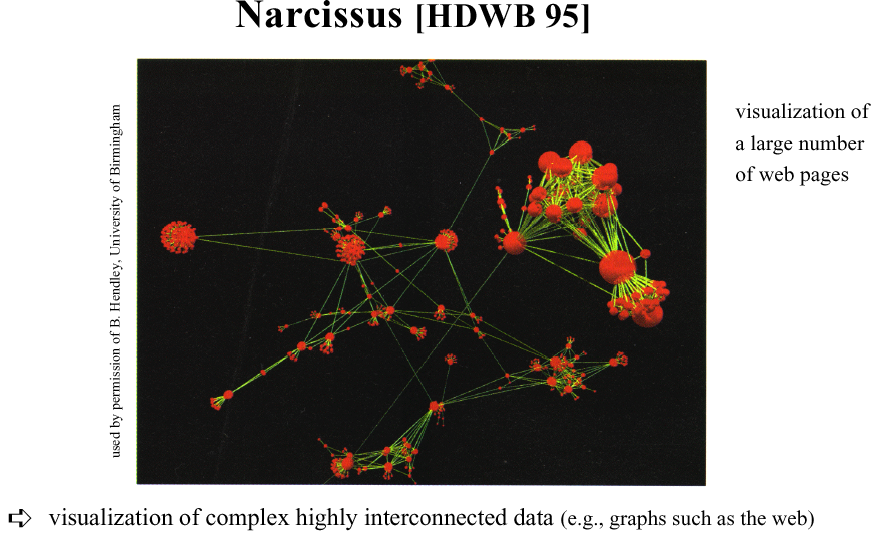 Narcissus [HDWB 95]
used by permission of B. Hendley, University of Birmingham
visualization of
a large number
of web pages
visualization of complex highly interconnected data (e.g., graphs such as the web)